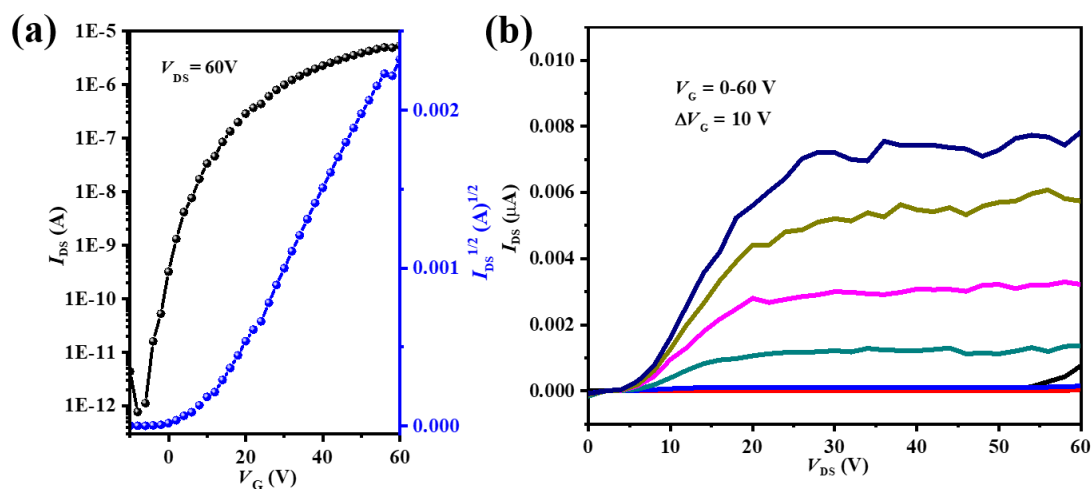 (a)
V_DS = 60V
1E-5
1E-6
1E-7
1E-8
1E-9
1E-10
1E-11
1E-12
I_DS (A)
0
20
40
60
V_G (V)
0.002
0.001
0.000
I_DS^1/2 (A)^1/2
(b)
V_G = 0-60 V
ΔV_G = 10 V
0.010
0.008
0.006
0.004
0.002
0.000
I_DS (μA)
0
10
20
30
40
50
60
V_DS (V)